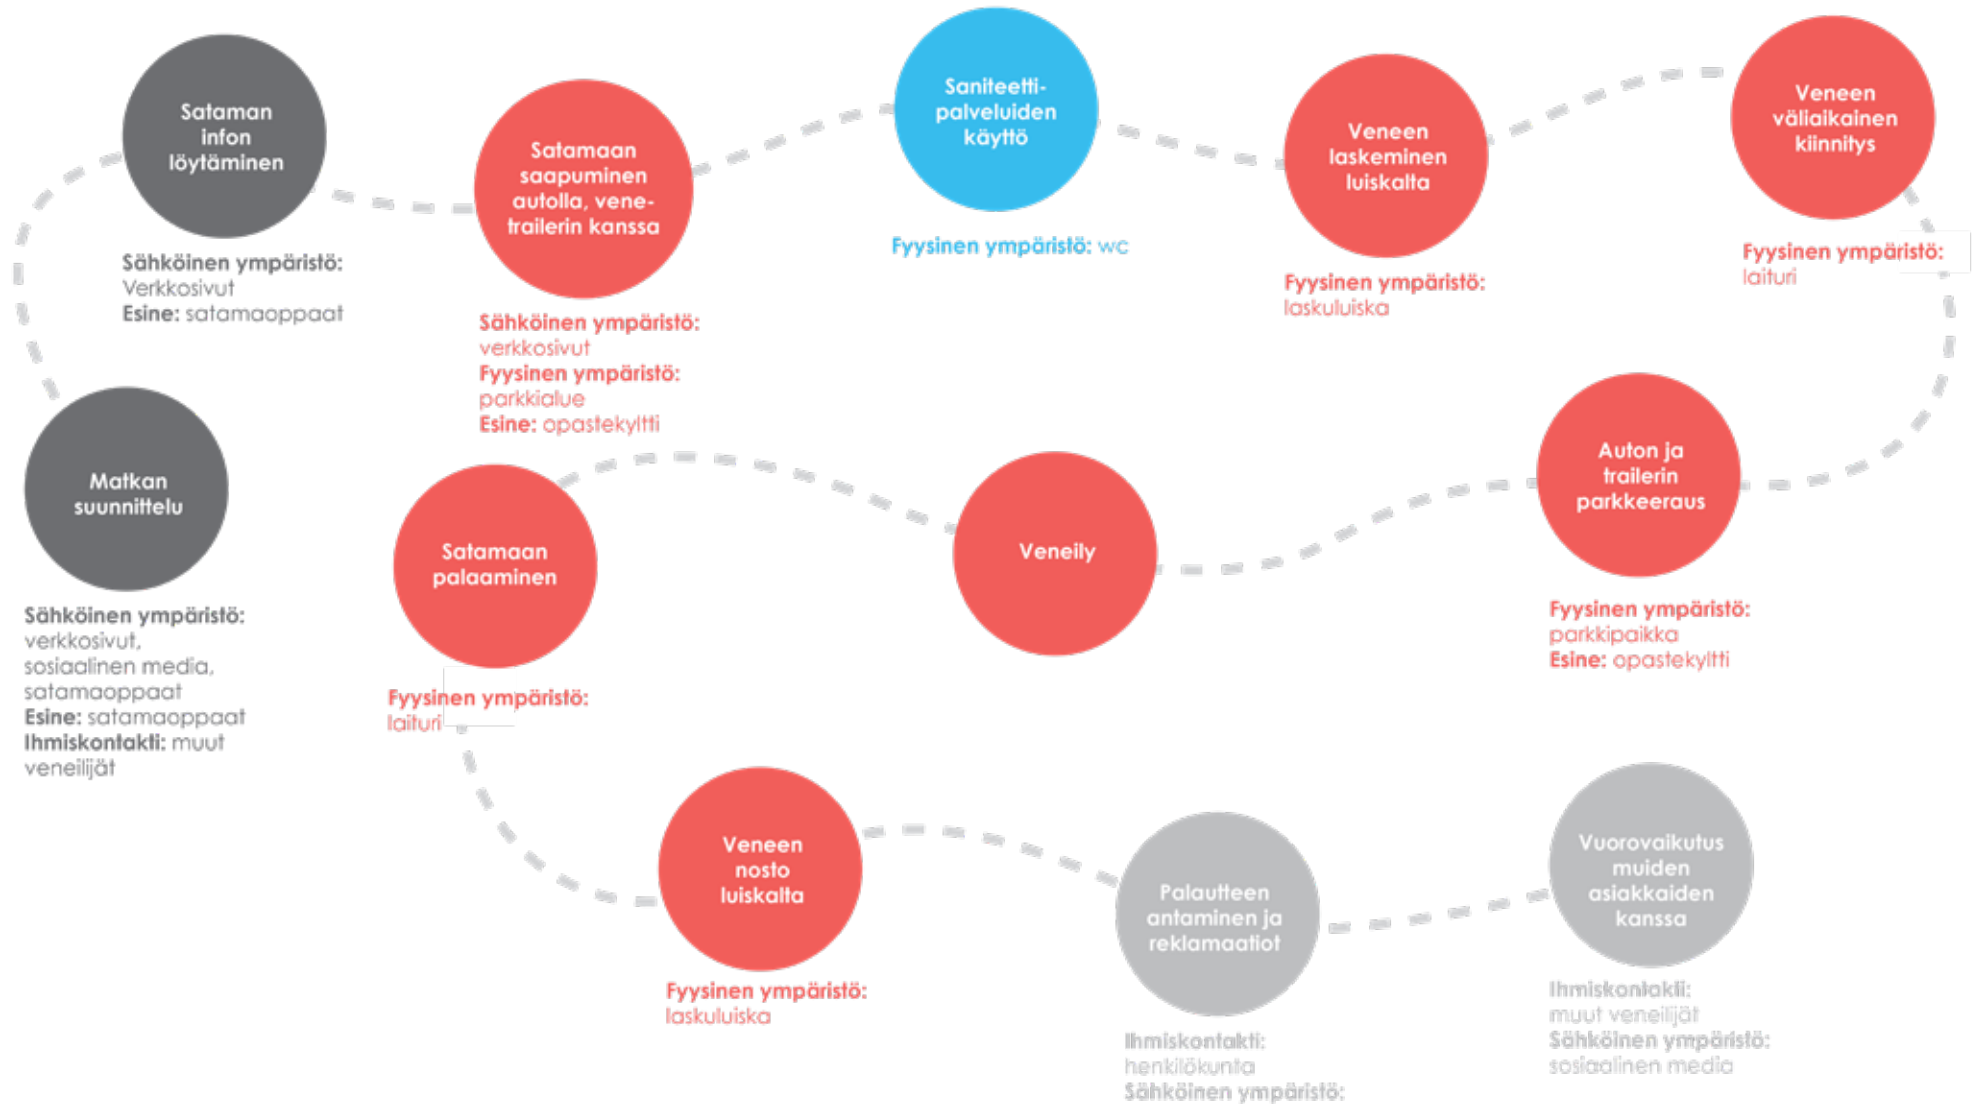 Sataman
infon
löytäminen
Sähköinen ympäristö:
Verkkosivut
Esine: satamaoppaat
Satamaan
saapuminen
autolla, vene-
trailerin kanssa
Sähköinen ympäristö:
verkkosivut
Fyysinen ympäristö:
parkkialue
Esine: opastekyltti
Saniteetti-
palveluiden
käyttö
Fyysinen ympäristö: wc
Veneen
laskeminen
luiskalta
Fyysinen ympäristö:
laskuluiska
Veneen
väliaikainen
kiinnitys
Fyysinen ympäristö:
laituri
Matkan
suunnittelu
Sähköinen ympäristö:
verkkosivut,
sosiaalinen media,
satamaoppaat
Esine: satamaoppaat
Ihmiskontakti: muut
veneilijät
Satamaan
palaaminen
Fyysinen ympäristö:
laituri
Veneily
Auton ja
trailerin
parkkeeraus
Fyysinen ympäristö:
parkkipaikka
Esine: opastekyltti
Veneen
nosto
luiskalta
Fyysinen ympäristö:
laskuluiska
Palautteen
antaminen ja
reklamaatiot
Ihmiskontakti:
henkilökunta
Sähköinen ympäristö:
Vuorovaikutus
muiden
asiakkaiden
kanssa
Ihmiskontakti:
muut veneilijät
Sähköinen ympäristö:
sosiaalinen media